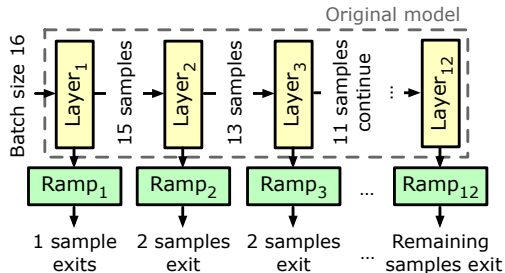 Original model
Batch size 16
Layer1
15 samples
Layer2
13 samples
Layer3
11 samples
continue
...
Layer12
Ramp1
Ramp2
Ramp3
...
Ramp12
1 sample
exits
2 samples
exit
2 samples
exit
...
Remaining
samples exit